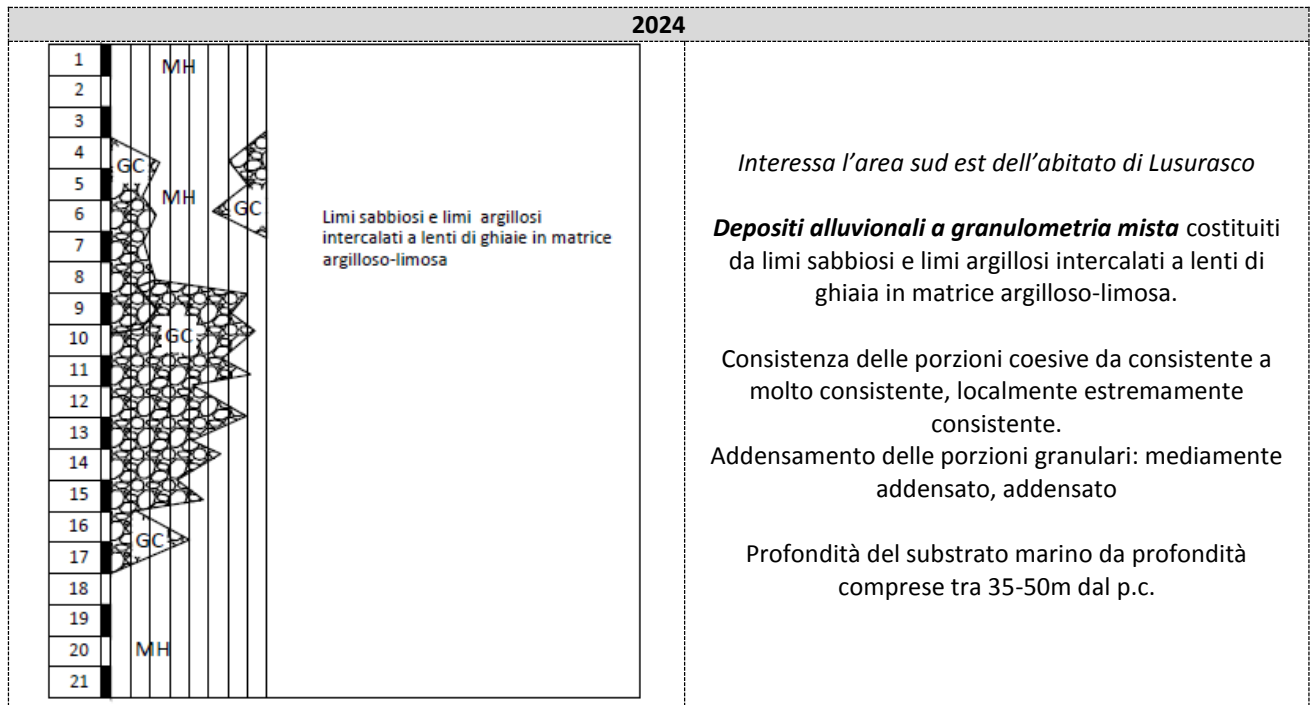 2024
1
MH
2
3
4
GC
5
MH
6
GC
7
8
9
10
GC
11
12
13
14
15
16
GC
17
18
19
20
MH
21
Limi sabbiosi e limi argillosi
intercalati a lenti di ghiaie in matrice
argilloso-limosa
Interessa l’area sud est dell’abitato di Lusurasco
Depositi alluvionali a granulometria mista costituiti
da limi sabbiosi e limi argillosi intercalati a lenti di
ghiaia in matrice argilloso-limosa.
Consistenza delle porzioni coesive da consistente a
molto consistente, localmente estremamente
consistente.
Addensamento delle porzioni granulari: mediamente
addensato, addensato
Profondità del substrato marino da profondità
comprese tra 35-50m dal p.c.